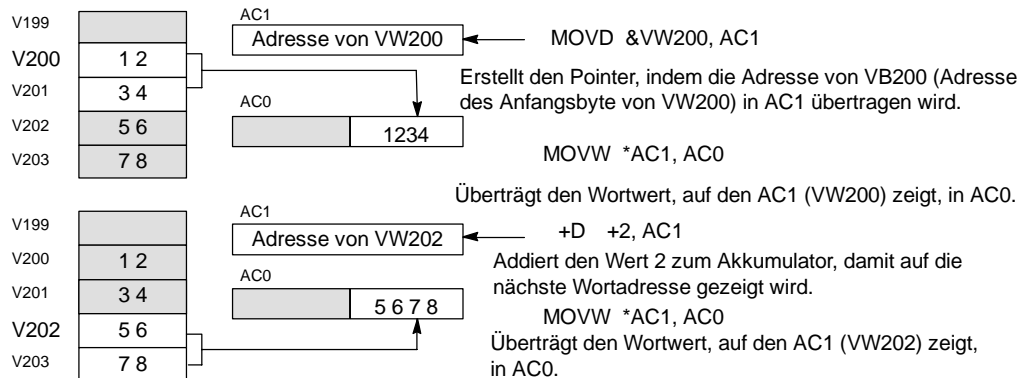 V199
V200
1 2
V201
3 4
V202
5 6
V203
7 8
AC1
Adresse von VW200
MOVD &VW200, AC1
Erstellt den Pointer, indem die Adresse von VB200 (Adresse
des Anfangsbyte von VW200) in AC1 übertragen wird.
AC0
1234
MOVW *AC1, AC0
Überträgt den Wortwert, auf den AC1 (VW200) zeigt, in AC0.
V199
V200
1 2
V201
3 4
V202
5 6
V203
7 8
AC1
Adresse von VW202
+D +2, AC1
Addiert den Wert 2 zum Akkumulator, damit auf die
nächste Wortadresse gezeigt wird.
AC0
5 6 7 8
MOVW *AC1, AC0
Überträgt den Wortwert, auf den AC1 (VW202) zeigt,
in AC0.